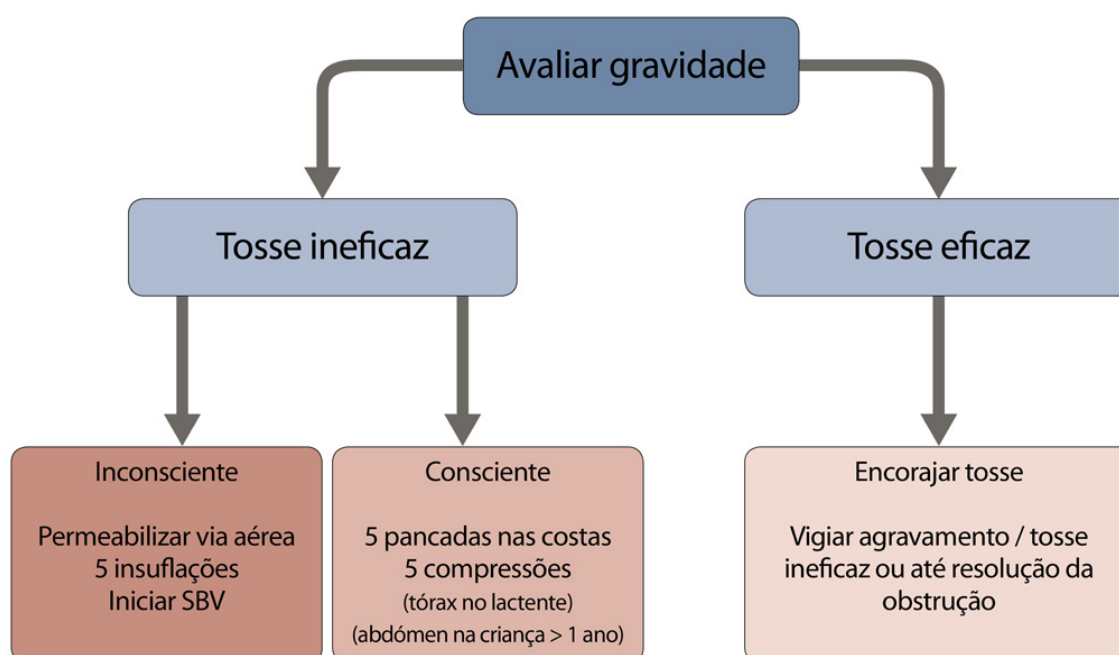 Avaliar gravidade
Tosse ineficaz
Tosse eficaz
Inconsciente
Permeabilizar via aérea
5 insuflações
Iniciar SBV
Consciente
5 pancadas nas costas
5 compressões
(tórax no lactente)
(abdómen na criança > 1 ano)
Encorajar tosse
Vigiar agravamento / tosse
ineficaz ou até resolução da
obstrução